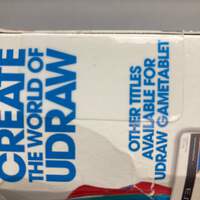 CREATE
THE WORLD OF
UDRAW
OTHER TITLES
AVAILABLE FOR
UDRAW GAMETABLET